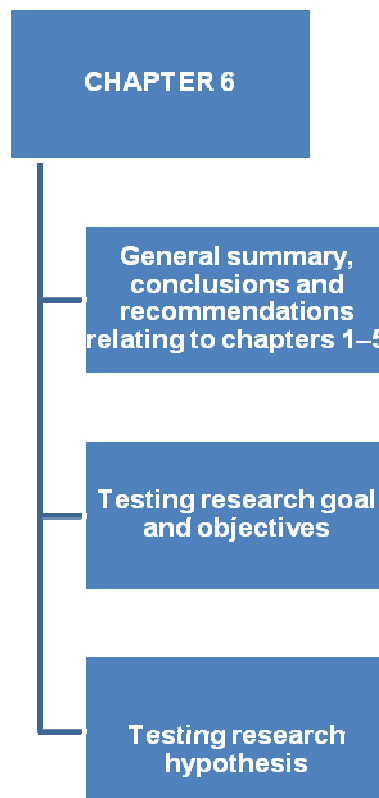 CHAPTER 6
General summary,
conclusions and
recommendations
relating to chapters 1–5
Testing research goal
and objectives
Testing research
hypothesis